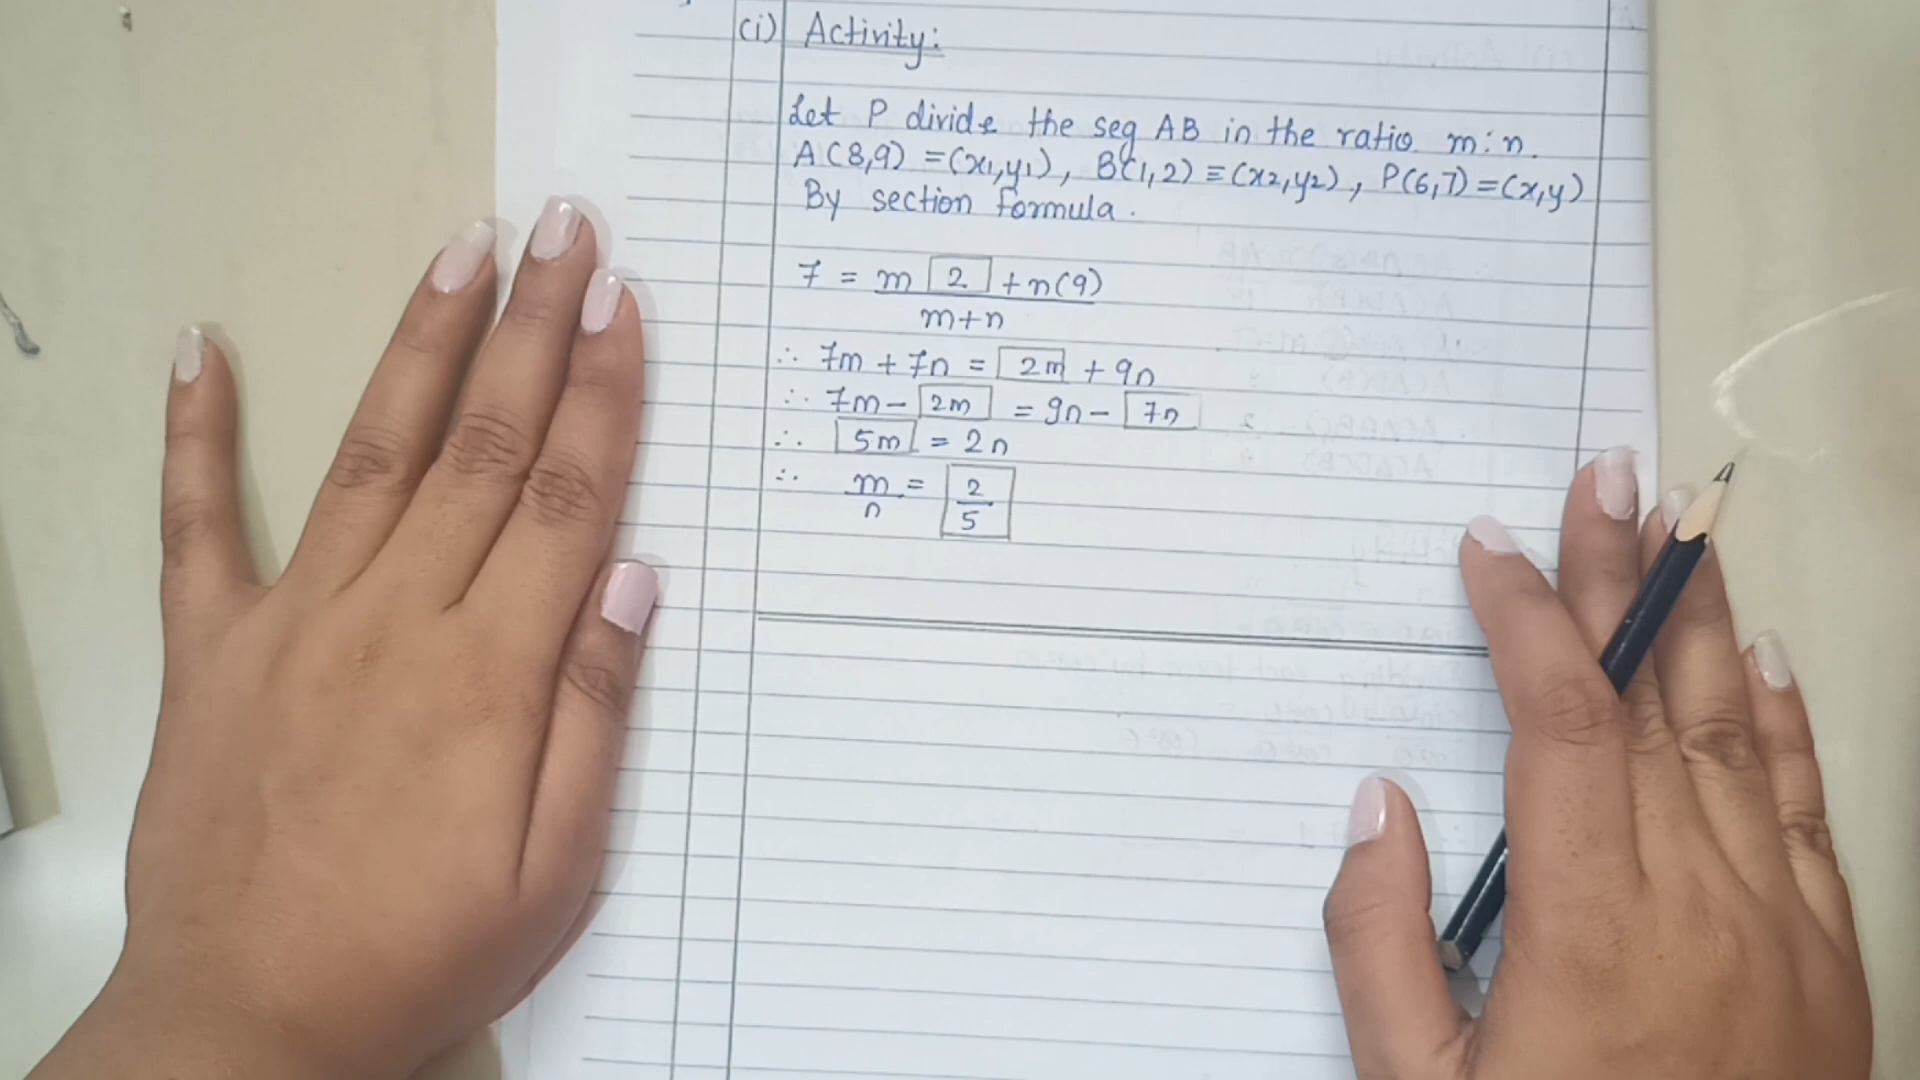 (i) Activity:
Let P divide the seg AB in the ratio m:n.
A(8,9) = (x1,y1), B(1,2) = (x2,y2), P(6,7) = (x,y)
By section formula.
7 = m 2 + n(9)
m+n
∴ 7m + 7n = 2m + 9n
∴ 7m - 2m = 9n - 7n
∴ 5m = 2n
∴ m/n = 2/5